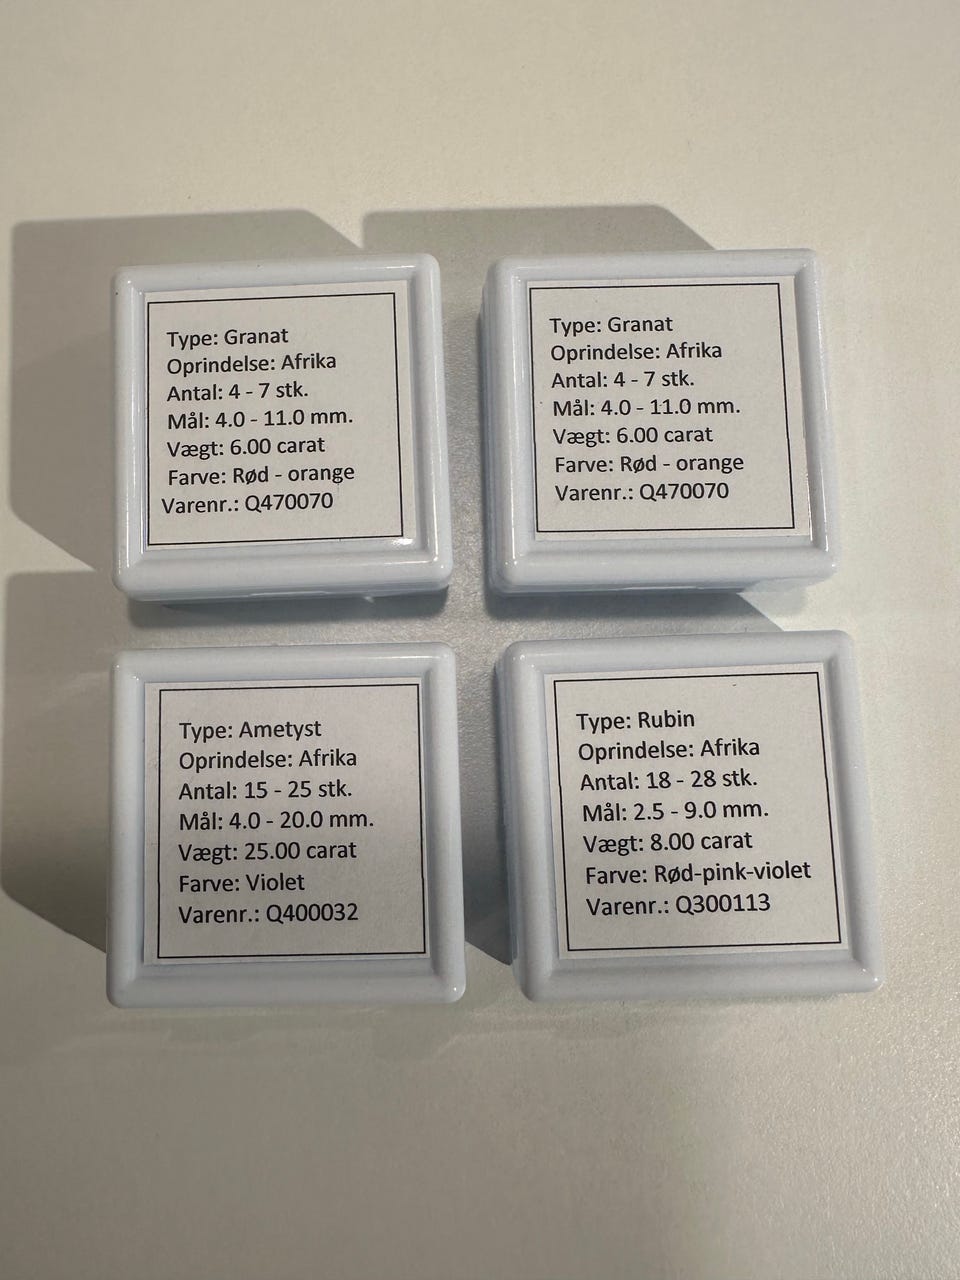 Type: Granat
Oprindelse: Afrika
Antal: 4 - 7 stk.
Mål: 4.0 - 11.0 mm.
Vægt: 6.00 carat
Farve: Rød - orange
Varenr.: Q470070
Type: Granat
Oprindelse: Afrika
Antal: 4 - 7 stk.
Mål: 4.0 - 11.0 mm.
Vægt: 6.00 carat
Farve: Rød - orange
Varenr.: Q470070
Type: Ametyst
Oprindelse: Afrika
Antal: 15 - 25 stk.
Mål: 4.0 - 20.0 mm.
Vægt: 25.00 carat
Farve: Violet
Varenr.: Q400032
Type: Rubin
Oprindelse: Afrika
Antal: 18 - 28 stk.
Mål: 2.5 - 9.0 mm.
Vægt: 8.00 carat
Farve: Rød-pink-violet
Varenr.: Q300113